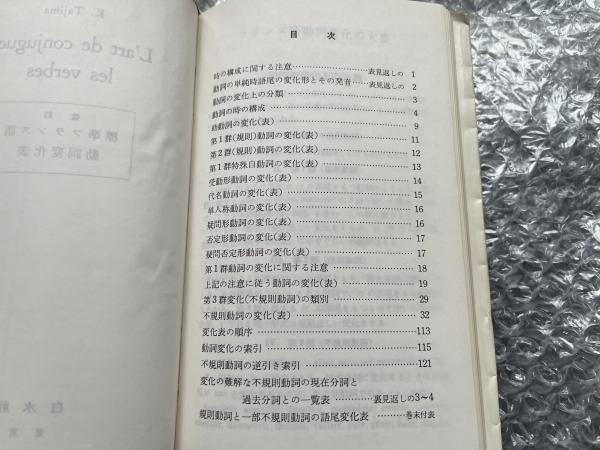 K. Tajima
L'art de conjuguer
les verbes
改訂
標準フランス語
動詞変化表
白水
目 次
時の構成に関する注意……………………表見返しの 1
動詞の単純時語尾の変化形とその発音……表見返しの 2
動詞の変化上の分類……………………3
動詞の時の構成……………………4
助動詞の変化(表)……………………9
第1群(規則)動詞の変化(表)……………………11
第2群(規則)動詞の変化(表)……………………12
第1群特殊自動詞の変化(表)……………………13
受動形動詞の変化(表)……………………14
代名動詞の変化(表)……………………15
単人称動詞の変化(表)……………………16
疑問形動詞の変化(表)……………………16
否定形動詞の変化(表)……………………17
疑問否定形動詞の変化(表)……………………17
第1群動詞の変化に関する注意……………………18
上記の注意に従う動詞の変化(表)……………………19
第3群変化(不規則動詞)の類別……………………29
不規則動詞の変化(表)……………………32
変化表の順序……………………113
動詞変化の索引……………………115
不規則動詞の逆引き索引……………………121
変化の難解な不規則動詞の現在分詞と
過去分詞との一覧表…………裏見返しの3~4
規則動詞と一部不規則動詞の語尾変化表………巻末付表